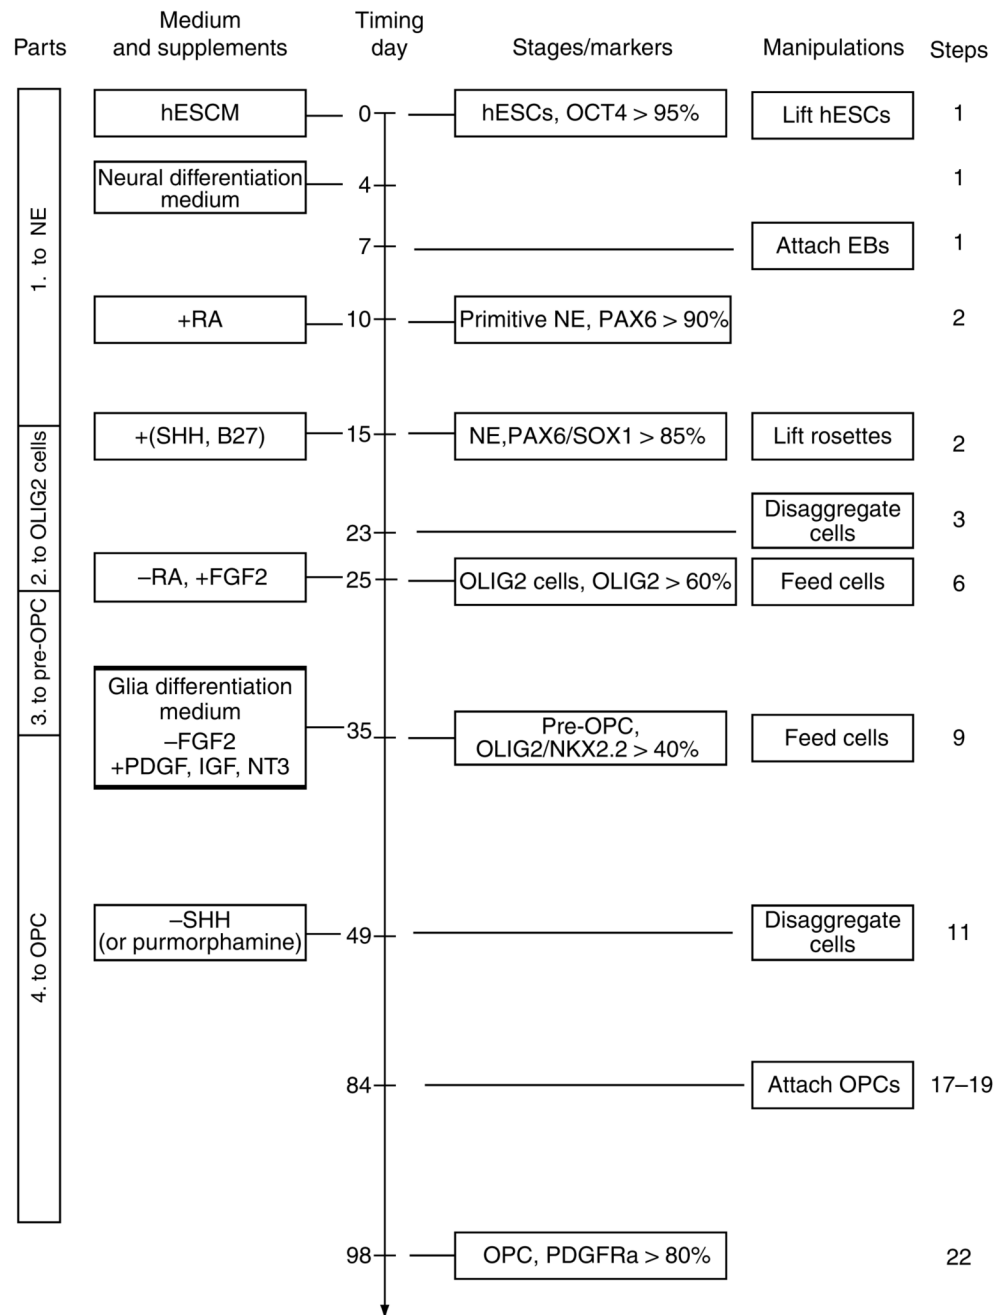 Parts
Medium
and supplements
Timing
day
Stages/markers
Manipulations
Steps
1. to NE
2. to OLIG2 cells
3. to pre-OPC
4. to OPC
hESCM
0
hESCs, OCT4 > 95%
Lift hESCs
1
Neural differentiation
medium
4
1
7
Attach EBs
1
+RA
10
Primitive NE, PAX6 > 90%
2
+(SHH, B27)
15
NE,PAX6/SOX1 > 85%
Lift rosettes
2
23
Disaggregate
cells
3
–RA, +FGF2
25
OLIG2 cells, OLIG2 > 60%
Feed cells
6
Glia differentiation
medium
–FGF2
+PDGF, IGF, NT3
35
Pre-OPC,
OLIG2/NKX2.2 > 40%
Feed cells
9
–SHH
(or purmorphamine)
49
Disaggregate
cells
11
84
Attach OPCs
17–19
98
OPC, PDGFRa > 80%
22